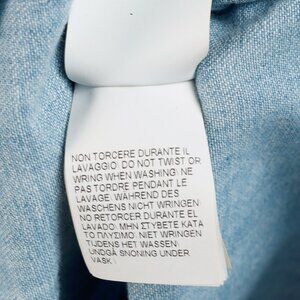 NON TORCERE DURANTE IL
LAVAGGIO: DO NOT TWIST OR
WRING WHEN WASHING: NE
PAS TORDRE PENDANT LE
LAVAGE: WÄHREND DES
WASCHENS NICHT WRINGEN:
NO RETORCER DURANTE EL
LAVADO: ΜΗΝ ΣΤΥΒΕΤΕ ΚΑΤΑ
ΤΟ ΠΛΥΣΙΜΟ: NIET WRINGEN
TIJDENS HET WASSEN:
UNDGÅ SNONING UNDER
VASK: